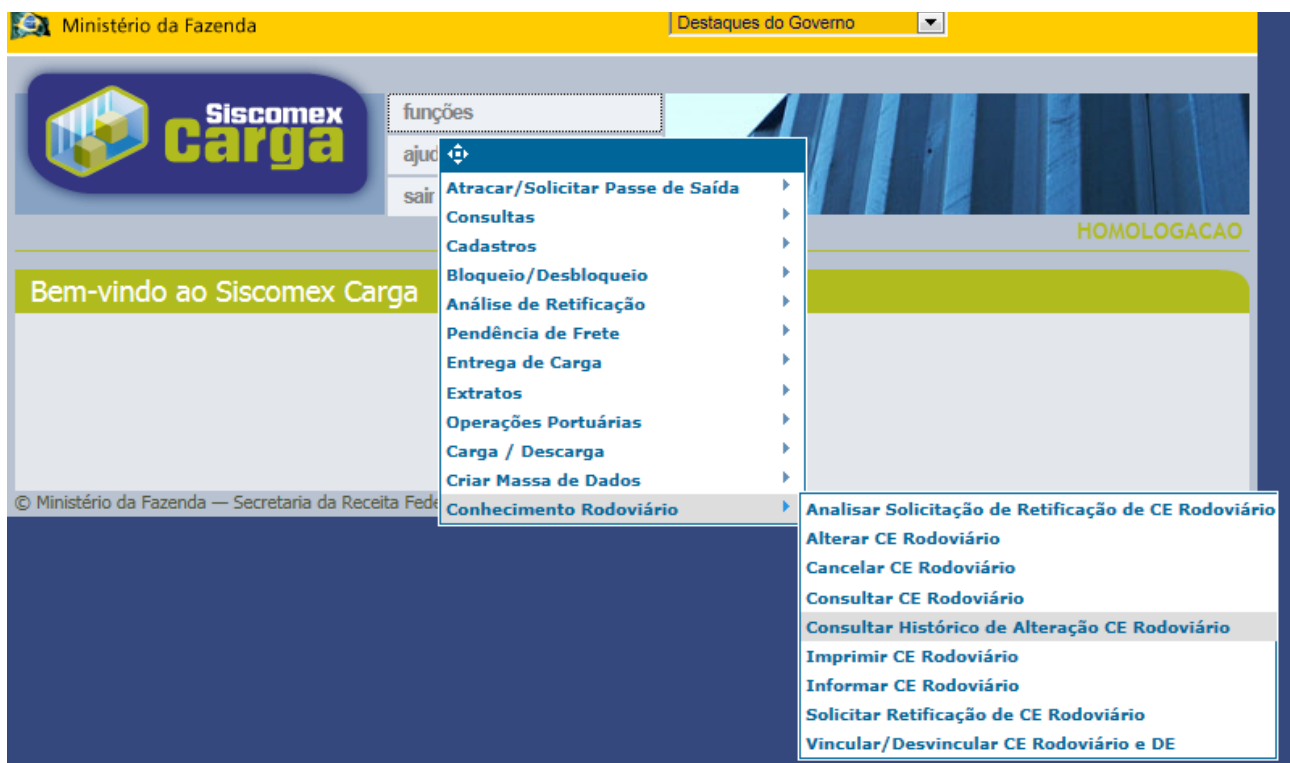 Ministério da Fazenda
Destaques do Governo
Siscomex
Carga
funções
ajud
sair
Atracar/Solicitar Passe de Saída
Consultas
Cadastros
Bloqueio/Desbloqueio
Análise de Retificação
Pendência de Frete
Entrega de Carga
Extratos
Operações Portuárias
Carga / Descarga
Criar Massa de Dados
Conhecimento Rodoviário
HOMOLOGACAO
Bem-vindo ao Siscomex Carga
© Ministério da Fazenda — Secretaria da Receita Fede
Analisar Solicitação de Retificação de CE Rodoviário
Alterar CE Rodoviário
Cancelar CE Rodoviário
Consultar CE Rodoviário
Consultar Histórico de Alteração CE Rodoviário
Imprimir CE Rodoviário
Informar CE Rodoviário
Solicitar Retificação de CE Rodoviário
Vincular/Desvincular CE Rodoviário e DE